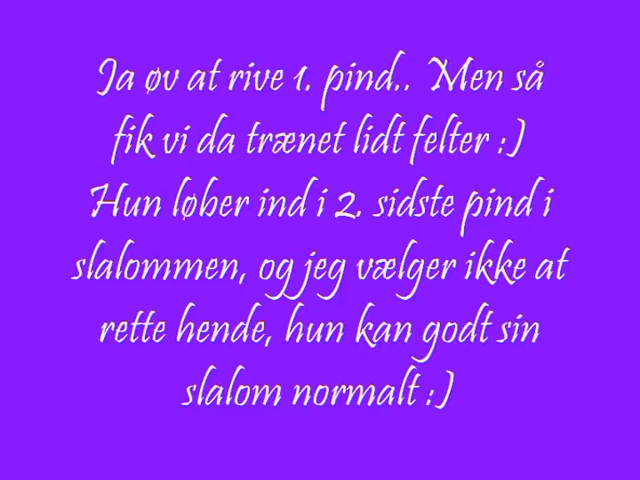 Ja øv at rive 1. pind.. Men så
fik vi da trænet lidt felter :)
Hun løber ind i 2. sidste pind i
slalommen, og jeg vælger ikke at
rette hende, hun kan godt sin
slalom normalt :)